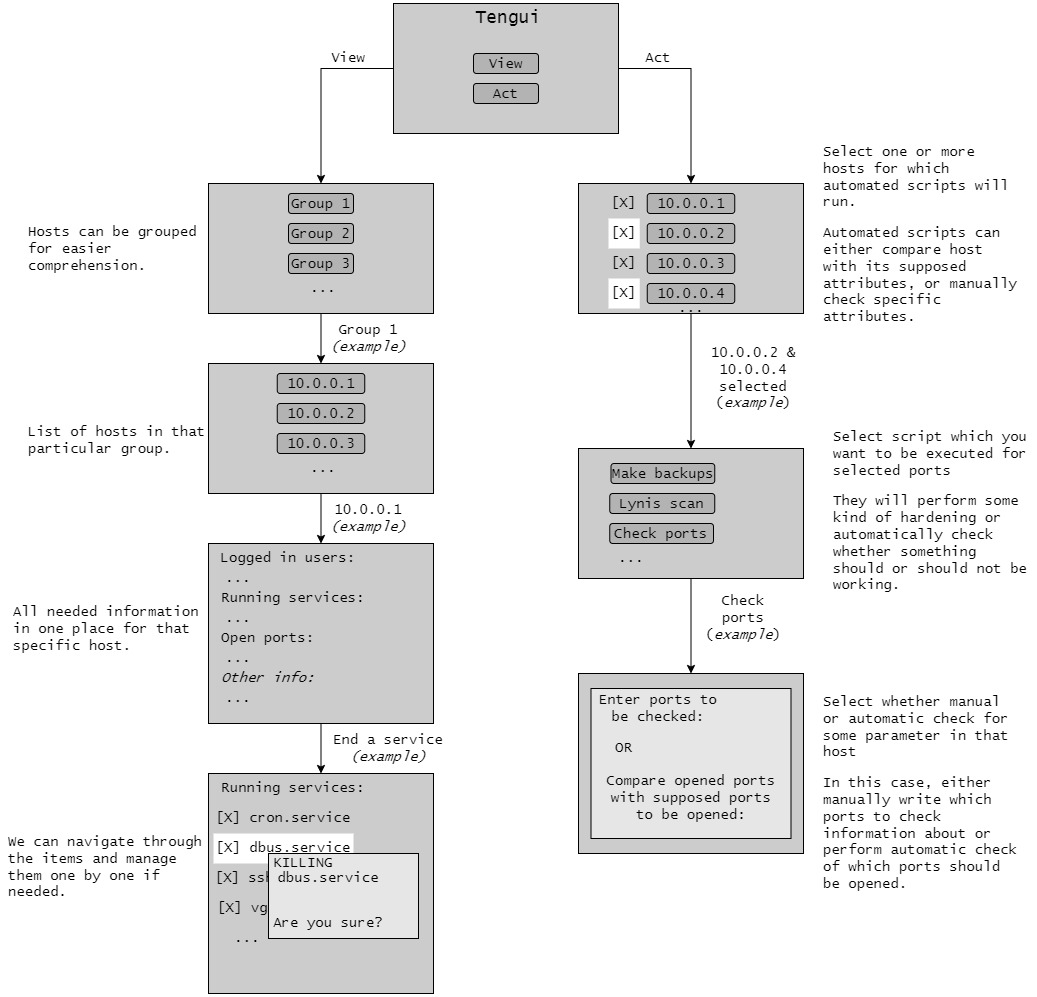 Tengui
View
Act
View
Act
Hosts can be grouped
for easier
comprehension.
Group 1
Group 2
Group 3
...
Group 1
(example)
List of hosts in that
particular group.
10.0.0.1
10.0.0.2
10.0.0.3
...
10.0.0.1
(example)
All needed information
in one place for that
specific host.
Logged in users:
...
Running services:
...
Open ports:
...
Other info:
...
End a service
(example)
We can navigate through
the items and manage
them one by one if
needed.
Running services:
[X] cron.service
[X] dbus.service
[X] ssh
[X] vg
...
KILLING
dbus.service
Are you sure?
[X] 10.0.0.1
[X] 10.0.0.2
[X] 10.0.0.3
[X] 10.0.0.4
...
Select one or more
hosts for which
automated scripts will
run.
Automated scripts can
either compare host
with its supposed
attributes, or manually
check specific
attributes.
10.0.0.2 &
10.0.0.4
selected
(example)
Make backups
Lynis scan
Check ports
...
Select script which you
want to be executed for
selected ports
They will perform some
kind of hardening or
automatically check
whether something
should or should not be
working.
Check
ports
(example)
Enter ports to
be checked:
OR
Compare opened ports
with supposed ports
to be opened:
Select whether manual
or automatic check for
some parameter in that
host
In this case, either
manually write which
ports to check
information about or
perform automatic check
of which ports should
be opened.